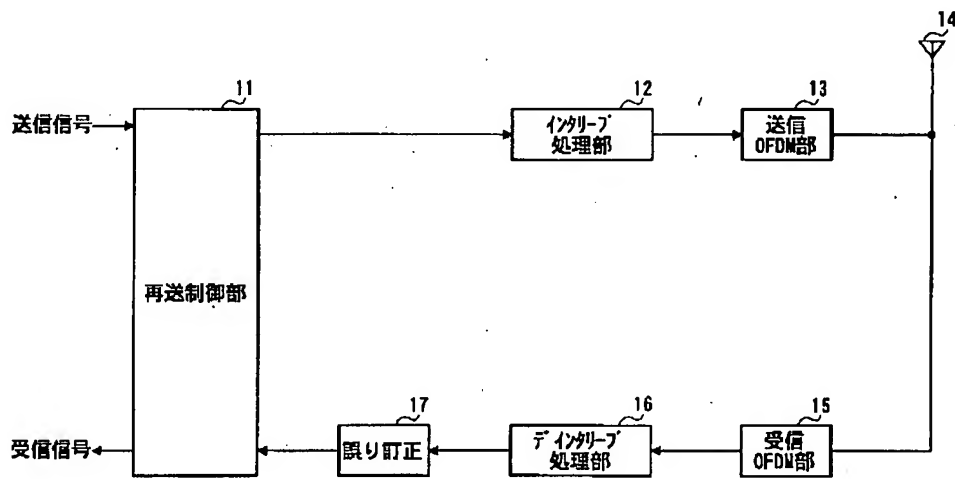 14
11
12
13
送信信号
インタリーブ
処理部
送信
OFDM部
再送制御部
17
16
15
受信信号
誤り訂正
デインタリーブ
処理部
受信
OFDM部